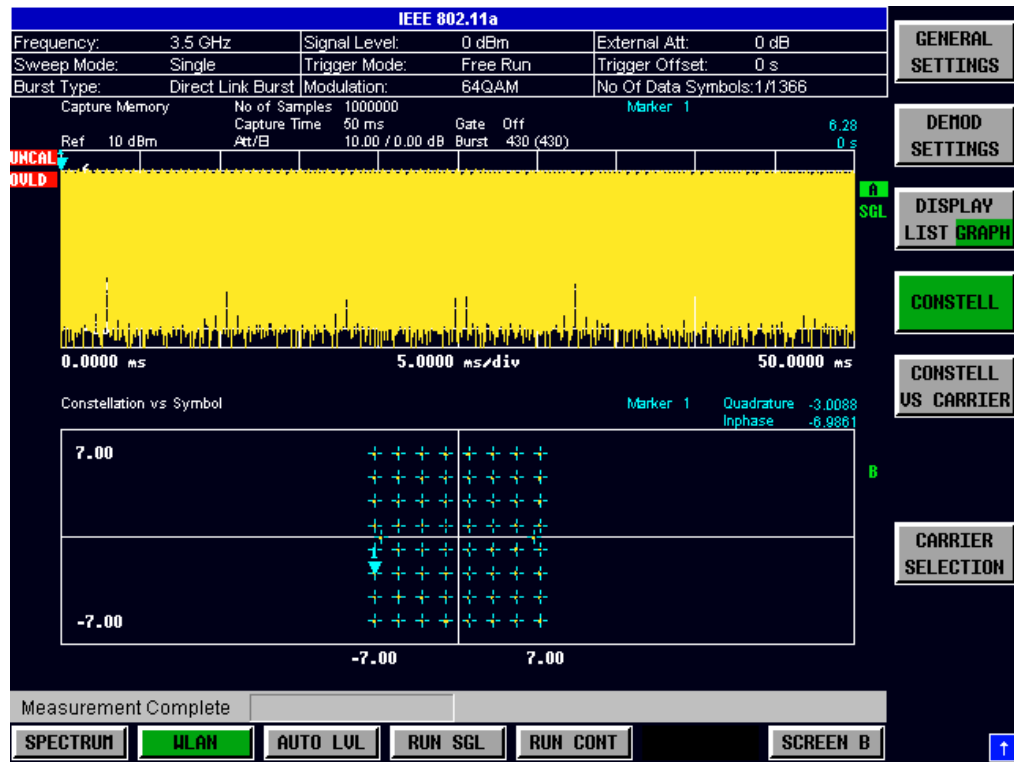 IEEE 802.11a
Frequency: 3.5 GHz Signal Level: 0 dBm External Att: 0 dB
Sweep Mode: Single Trigger Mode: Free Run Trigger Offset: 0 s
Burst Type: Direct Link Burst Modulation: 64QAM No Of Data Symbols:1/1366
Capture Memory No of Samples 1000000 Marker 1
Capture Time 50 ms Gate Off 6.28
Ref 10 dBm Att/El 10.00 / 0.00 dB Burst 430 (430) 0 s
UNCAL
OVLD
A
SGL
0.0000 ms 5.0000 ms/div 50.0000 ms
Constellation vs Symbol Marker 1 Quadrature -3.0088
Inphase -6.9861
7.00
B
1
-7.00
-7.00 7.00
Measurement Complete
SPECTRUM WLAN AUTO LVL RUN SGL RUN CONT SCREEN B
GENERAL
SETTINGS
DEMOD
SETTINGS
DISPLAY
LIST GRAPH
CONSTELL
CONSTELL
VS CARRIER
CARRIER
SELECTION
↑